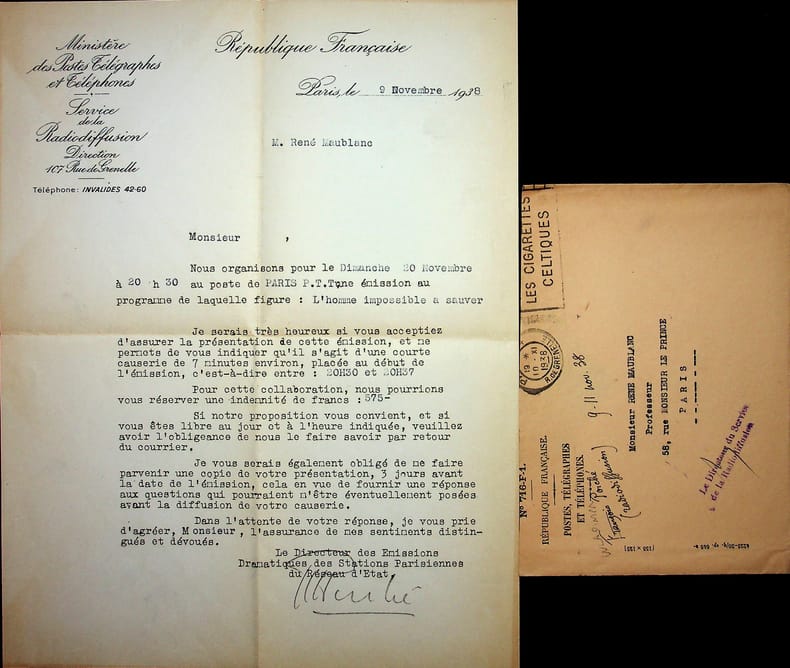 Ministère
des Postes Télégraphes
et Téléphones
Service
de la
Radiodiffusion
Direction
107 Rue de Grenelle
Téléphone: INVALIDES 42-60
République Française
Paris, le 9 Novembre 1938
M. René Maublanc
Monsieur ,
Nous organisons pour le Dimanche 20 Novembre
à 20 h 30 au poste de PARIS P.T.T. une émission au
programme de laquelle figure : L'homme impossible a sauver
Je serais très heureux si vous acceptiez
d'assurer la présentation de cette émission, et me
permets de vous indiquer qu'il s'agit d'une courte
causerie de 7 minutes environ, placée au début de
l'émission, c'est-à-dire entre : 20H30 et 20H37
Pour cette collaboration, nous pourrions
vous réserver une indemnité de francs : 575-
Si notre proposition vous convient, et si
vous êtes libre au jour et à l'heure indiquée, veuillez
avoir l'obligeance de nous le faire savoir par retour
du courrier.
Je vous serais également obligé de me faire
parvenir une copie de votre présentation, 3 jours avant
la date de l'émission, cela en vue de fournir une réponse
aux questions qui pourraient m'être éventuellement posées
avant la diffusion de votre causerie.
Dans l'attente de votre réponse, je vous prie
d'agréer, Monsieur, l'assurance de mes sentiments distin-
gués et dévoués.
Le Directeur des Emissions
Dramatiques des Stations Parisiennes
du Réseau d'Etat,
LES CIGARETTES
CELTIQUES
10 - XI
1938
R. DE GRENELLE
N° 716-F-1.
RÉPUBLIQUE FRANÇAISE.
POSTES, TÉLÉGRAPHES
ET TÉLÉPHONES.
9-11 nov. 38
(radiodiffusion)
Monsieur RENE MAUBLANC
Professeur
58, rue MONSIEUR LE PRINCE
PARIS
Le Directeur du Service
de la Radiodiffusion